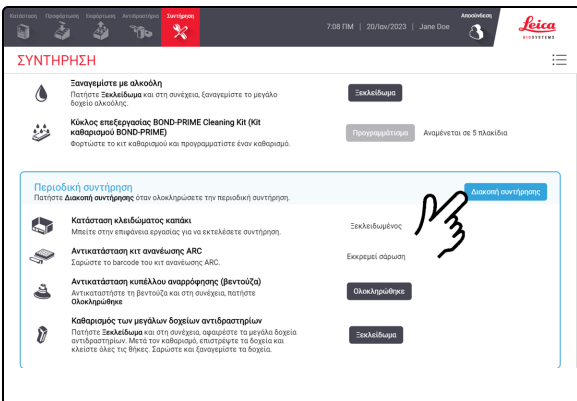 Κατάσταση Προφόρτωση Εκφόρτωση Αντιδραστήρια Συντήρηση
7:08 ΠΜ | 20/Ιαν/2023 | Jane Doe
Αποσύνδεση
Leica
BIOSYSTEMS
ΣΥΝΤΗΡΗΣΗ
Ξαναγεμίστε με αλκοόλη
Πατήστε Ξεκλείδωμα και στη συνέχεια, ξαναγεμίστε το μεγάλο
δοχείο αλκοόλης.
Ξεκλείδωμα
Κύκλος επεξεργασίας BOND-PRIME Cleaning Kit (Kit
καθαρισμού BOND-PRIME)
Φορτώστε το κιτ καθαρισμού και προγραμματίστε έναν καθαρισμό.
Προγραμμάτισμα Αναμένεται σε 5 πλακίδια
Περιοδική συντήρηση
Πατήστε Διακοπή συντήρησης όταν ολοκληρώσετε την περιοδική συντήρηση.
Διακοπή συντήρησης
Κατάσταση κλειδώματος καπάκι
Μπείτε στην επιφάνεια εργασίας για να εκτελέσετε συντήρηση.
Ξεκλειδωμένος
Αντικατάσταση κιτ ανανέωσης ARC
Σαρώστε το barcode του κιτ ανανέωσης ARC.
Εκκρεμεί σάρωση
Αντικατάσταση κυπέλλου αναρρόφησης (βεντούζα)
Αντικαταστήστε τη βεντούζα και στη συνέχεια, πατήστε
Ολοκληρώθηκε
Ολοκληρώθηκε
Καθαρισμός των μεγάλων δοχείων αντιδραστηρίων
Πατήστε Ξεκλείδωμα και στη συνέχεια, αφαιρέστε τα μεγάλα δοχεία
αντιδραστηρίων. Μετά τον καθαρισμό, επιστρέψτε τα δοχεία και
κλείστε όλες τις θήκες. Σαρώστε και ξαναγεμίστε τα δοχεία.
Ξεκλείδωμα